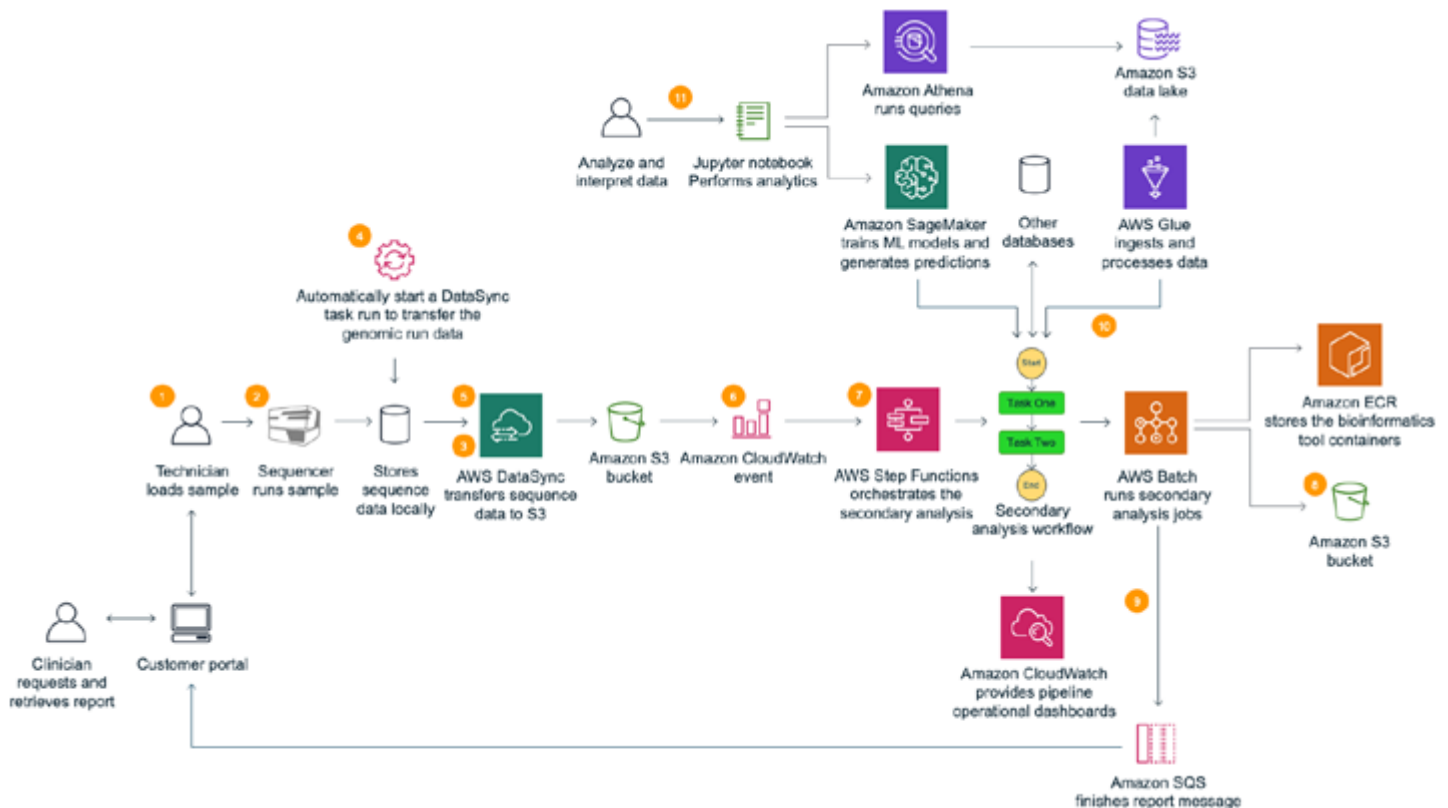 Amazon Athena
runs queries
Amazon S3
data lake
11
Analyze and
interpret data
Jupyter notebook
Performs analytics
Amazon SageMaker
trains ML models and
generates predictions
Other
databases
AWS Glue
ingests and
processes data
4
Automatically start a DataSync
task run to transfer the
genomic run data
10
Start
Task One
Task Two
End
1
Technician
loads sample
2
Sequencer
runs sample
Stores
sequence
data locally
5
3
AWS DataSync
transfers sequence
data to S3
Amazon S3
bucket
6
Amazon CloudWatch
event
7
AWS Step Functions
orchestrates the
secondary analysis
Secondary
analysis workflow
AWS Batch
runs secondary
analysis jobs
Amazon ECR
stores the bioinformatics
tool containers
8
Amazon S3
bucket
9
Clinician
requests and
retrieves report
Customer portal
Amazon CloudWatch
provides pipeline
operational dashboards
Amazon SQS
finishes report message